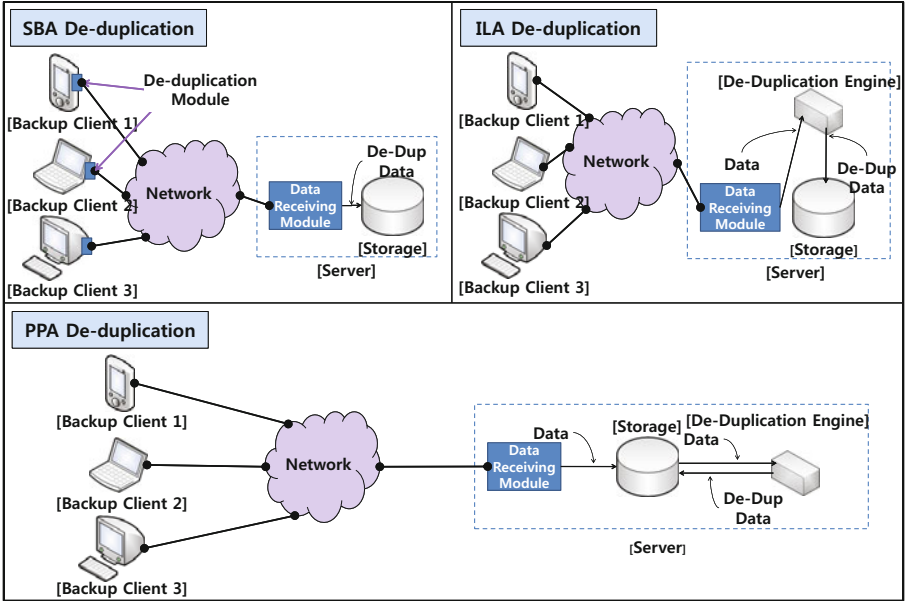 SBA De-duplication
De-duplication
Module
[Backup Client 1]
[Backup Client 2]
[Backup Client 3]
Network
Data
Receiving
Module
De-Dup
Data
[Storage]
[Server]
ILA De-duplication
[Backup Client 1]
[Backup Client 2]
[Backup Client 3]
Network
[De-Duplication Engine]
Data
De-Dup
Data
Data
Receiving
Module
[Storage]
[Server]
PPA De-duplication
[Backup Client 1]
[Backup Client 2]
[Backup Client 3]
Network
Data
Receiving
Module
Data
[Storage]
[De-Duplication Engine]
Data
De-Dup
Data
[Server]